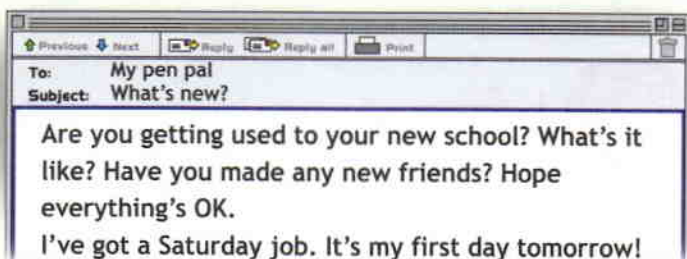 Previous Next Reply Reply all Print
To: My pen pal
Subject: What's new?
Are you getting used to your new school? What's it
like? Have you made any new friends? Hope
everything's OK.
I've got a Saturday job. It's my first day tomorrow!